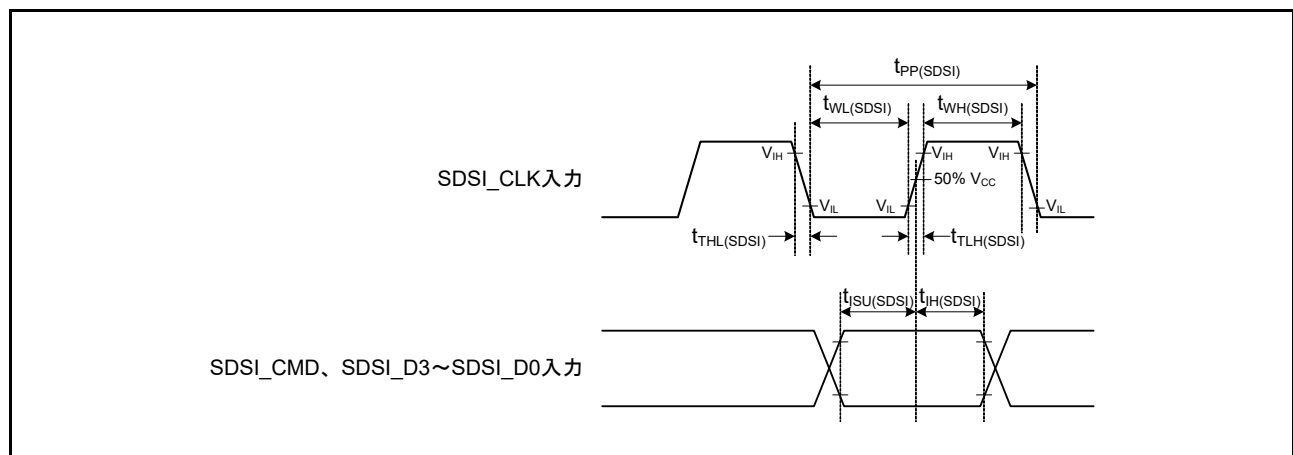 tPP(SDSI)
tWL(SDSI) tWH(SDSI)
VIH VIH VIH
SDSI_CLK入力 50% VCC
VIL VIL VIL
tTHL(SDSI) tTLH(SDSI)
tISU(SDSI) tIH(SDSI)
SDSI_CMD、SDSI_D3～SDSI_D0入力